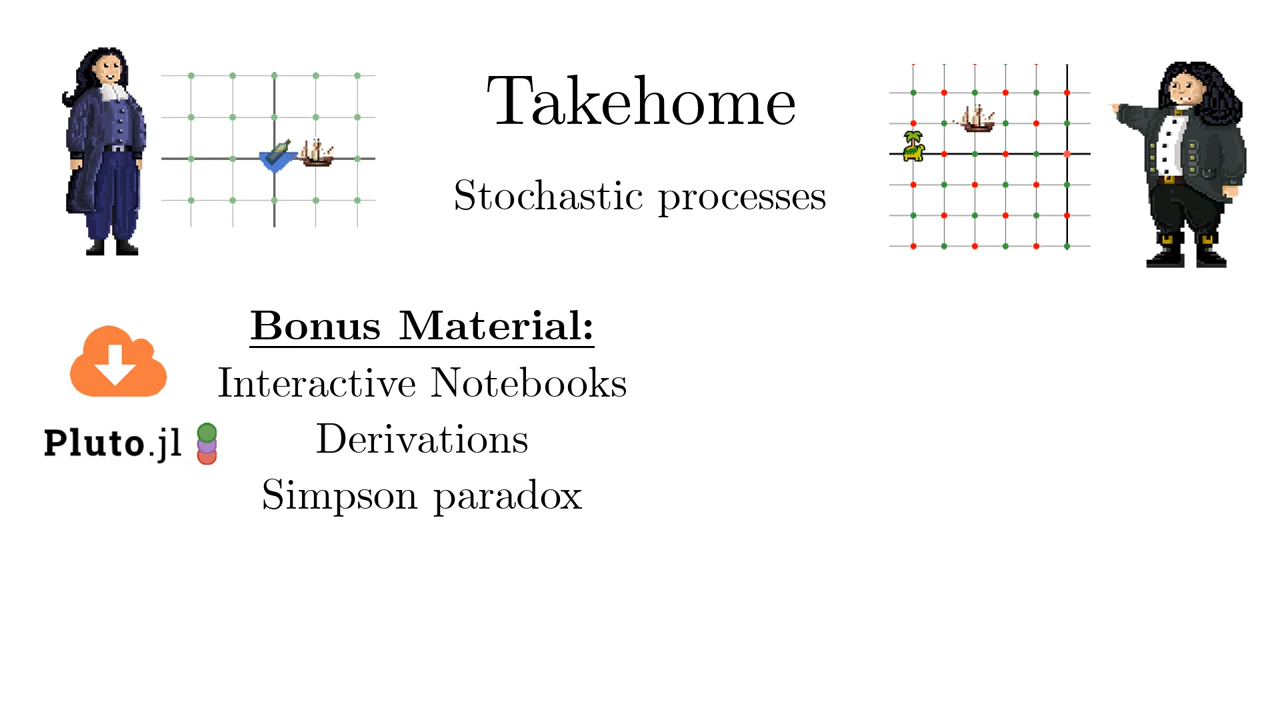 Takehome
Stochastic processes
Bonus Material:
Interactive Notebooks
Pluto.jl
Derivations
Simpson paradox